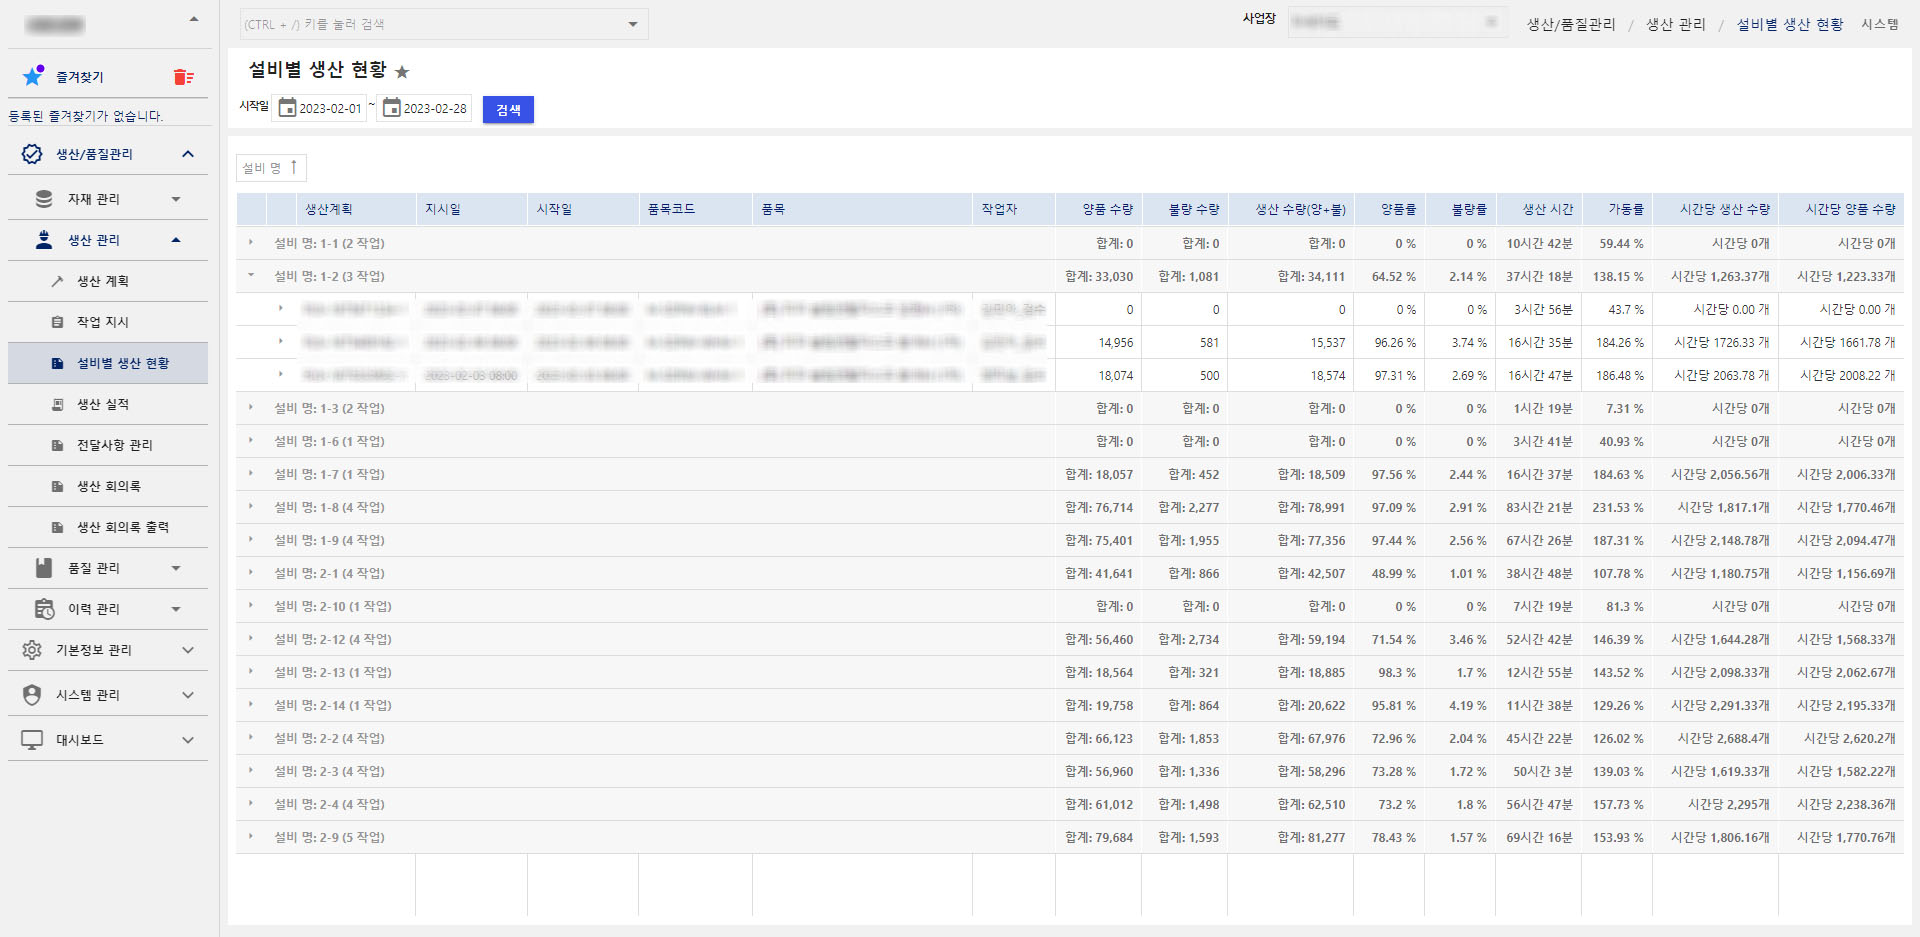 (CTRL + /) 키를 눌러 검색
사업장
생산/품질관리 / 생산 관리 / 설비별 생산 현황 시스템
즐겨찾기
등록된 즐겨찾기가 없습니다.
생산/품질관리
자재 관리
생산 관리
생산 계획
작업 지시
설비별 생산 현황
생산 실적
전달사항 관리
생산 회의록
생산 회의록 출력
품질 관리
이력 관리
기본정보 관리
시스템 관리
대시보드
설비별 생산 현황
시작일 2023-02-01 ~ 2023-02-28 검색
설비 명 ↑
생산계획 지시일 시작일 품목코드 품목 작업자 양품 수량 불량 수량 생산 수량(양+불) 양품률 불량률 생산 시간 가동률 시간당 생산 수량 시간당 양품 수량
설비 명: 1-1 (2 작업) 합계: 0 합계: 0 합계: 0 0 % 0 % 10시간 42분 59.44 % 시간당 0개 시간당 0개
설비 명: 1-2 (3 작업) 합계: 33,030 합계: 1,081 합계: 34,111 64.52 % 2.14 % 37시간 18분 138.15 % 시간당 1,263.37개 시간당 1,223.33개
0 0 0 0 % 0 % 3시간 56분 43.7 % 시간당 0.00 개 시간당 0.00 개
14,956 581 15,537 96.26 % 3.74 % 16시간 35분 184.26 % 시간당 1726.33 개 시간당 1661.78 개
2023-02-03 08:00 18,074 500 18,574 97.31 % 2.69 % 16시간 47분 186.48 % 시간당 2063.78 개 시간당 2008.22 개
설비 명: 1-3 (2 작업) 합계: 0 합계: 0 합계: 0 0 % 0 % 1시간 19분 7.31 % 시간당 0개 시간당 0개
설비 명: 1-6 (1 작업) 합계: 0 합계: 0 합계: 0 0 % 0 % 3시간 41분 40.93 % 시간당 0개 시간당 0개
설비 명: 1-7 (1 작업) 합계: 18,057 합계: 452 합계: 18,509 97.56 % 2.44 % 16시간 37분 184.63 % 시간당 2,056.56개 시간당 2,006.33개
설비 명: 1-8 (4 작업) 합계: 76,714 합계: 2,277 합계: 78,991 97.09 % 2.91 % 83시간 21분 231.53 % 시간당 1,817.1개 시간당 1,770.46개
설비 명: 1-9 (4 작업) 합계: 75,401 합계: 1,955 합계: 77,356 97.44 % 2.56 % 67시간 26분 187.31 % 시간당 2,148.78개 시간당 2,094.47개
설비 명: 2-1 (4 작업) 합계: 41,641 합계: 866 합계: 42,507 48.99 % 1.01 % 38시간 48분 107.78 % 시간당 1,180.75개 시간당 1,156.69개
설비 명: 2-10 (1 작업) 합계: 0 합계: 0 합계: 0 0 % 0 % 7시간 19분 81.3 % 시간당 0개 시간당 0개
설비 명: 2-12 (4 작업) 합계: 56,460 합계: 2,734 합계: 59,194 71.54 % 3.46 % 52시간 42분 146.39 % 시간당 1,644.28개 시간당 1,568.33개
설비 명: 2-13 (1 작업) 합계: 18,564 합계: 321 합계: 18,885 98.3 % 1.7 % 12시간 55분 143.52 % 시간당 2,098.33개 시간당 2,062.67개
설비 명: 2-14 (1 작업) 합계: 19,758 합계: 864 합계: 20,622 95.81 % 4.19 % 11시간 38분 129.26 % 시간당 2,291.33개 시간당 2,195.33개
설비 명: 2-2 (4 작업) 합계: 66,123 합계: 1,853 합계: 67,976 72.96 % 2.04 % 45시간 22분 126.02 % 시간당 2,688.4개 시간당 2,620.2개
설비 명: 2-3 (4 작업) 합계: 56,960 합계: 1,336 합계: 58,296 73.28 % 1.72 % 50시간 3분 139.03 % 시간당 1,619.33개 시간당 1,582.22개
설비 명: 2-4 (4 작업) 합계: 61,012 합계: 1,498 합계: 62,510 73.2 % 1.8 % 56시간 47분 157.73 % 시간당 2,295개 시간당 2,238.36개
설비 명: 2-9 (5 작업) 합계: 79,684 합계: 1,593 합계: 81,277 78.43 % 1.57 % 69시간 16분 153.93 % 시간당 1,806.16개 시간당 1,770.76개